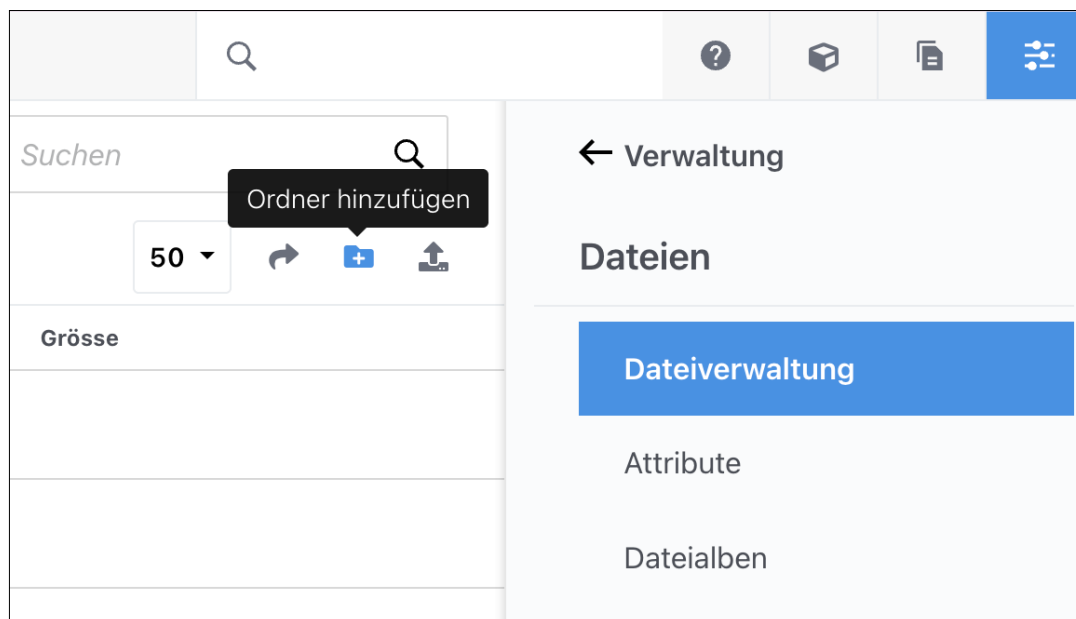 Suchen
Verwaltung
Ordner hinzufügen
50
Dateien
Grösse
Dateiverwaltung
Attribute
Dateialben